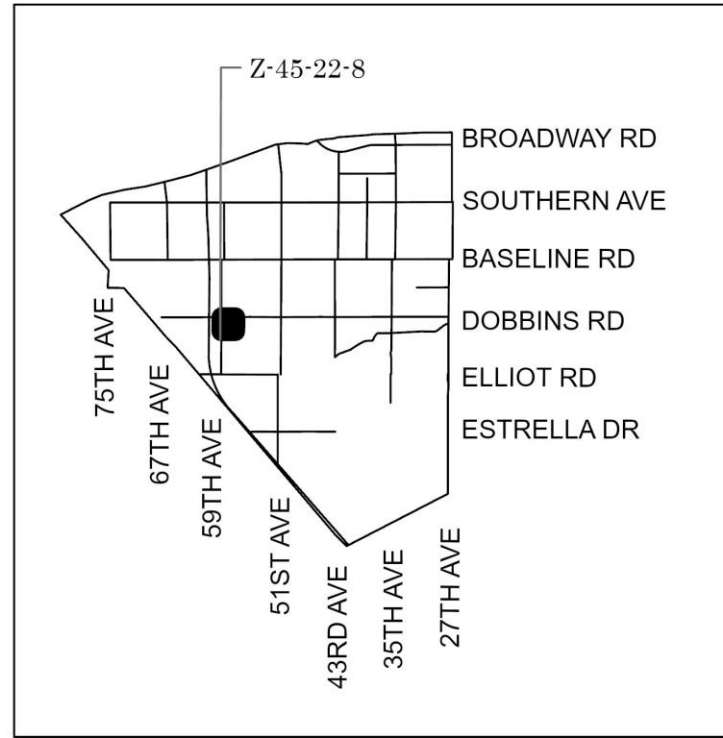 Z-45-22-8
BROADWAY RD
SOUTHERN AVE
BASELINE RD
DOBBINS RD
ELLIOT RD
ESTRELLA DR
75TH AVE
67TH AVE
59TH AVE
51ST AVE
43RD AVE
35TH AVE
27TH AVE